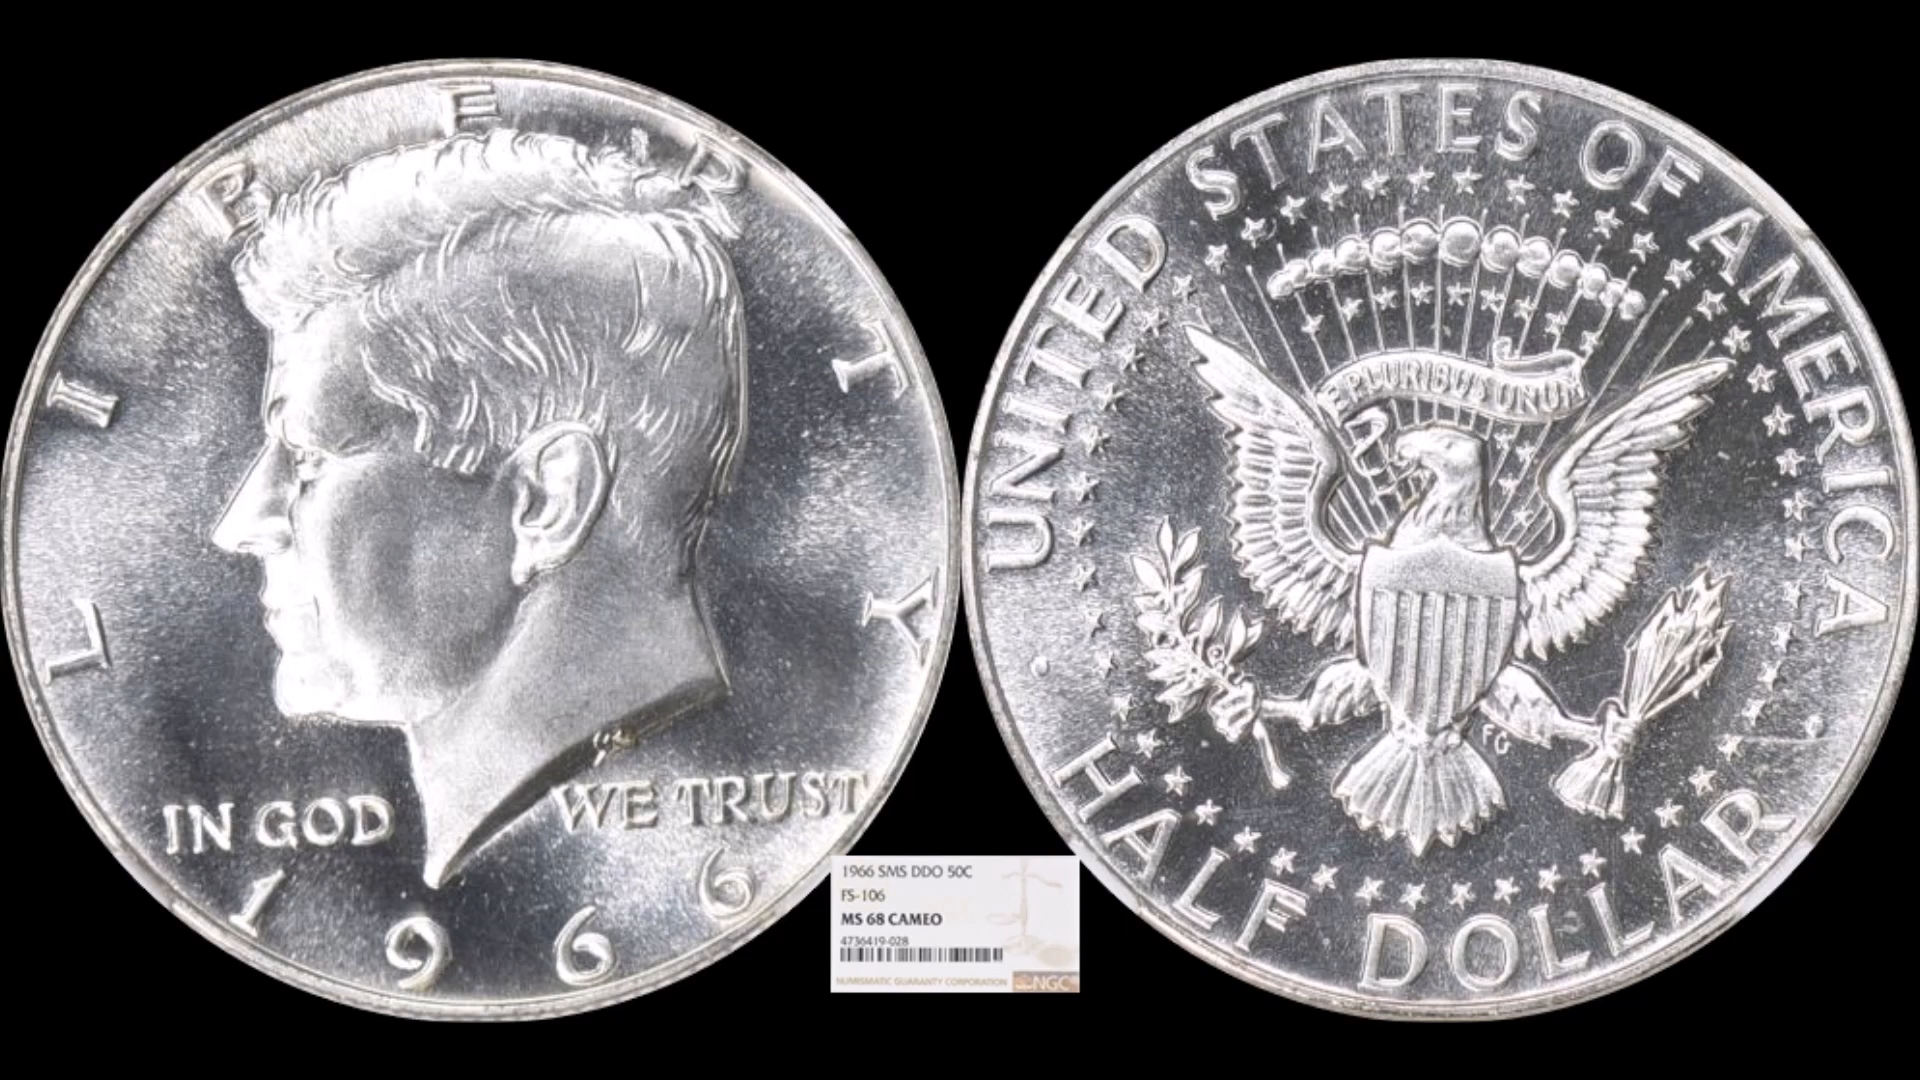 LIBERTY
IN GOD WE TRUST
1966
UNITED STATES OF AMERICA
E PLURIBUS UNUM
FG
HALF DOLLAR
1966 SMS DDO 50C
FS-106
MS 68 CAMEO
4736419-028
NUMISMATIC GUARANTY CORPORATION NGC